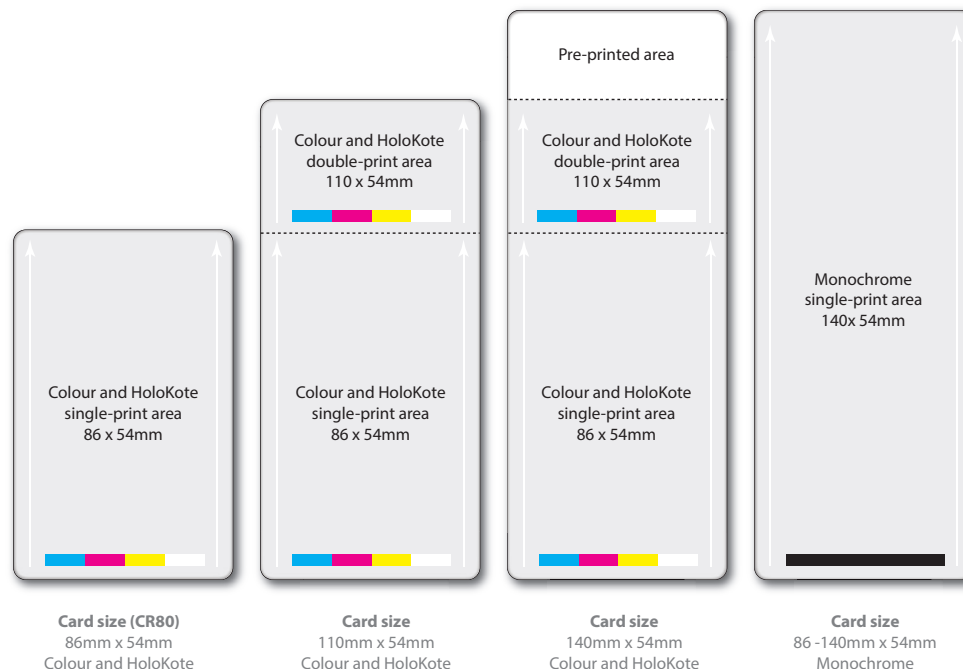 Colour and HoloKote
single-print area
86 x 54mm
Card size (CR80)
86mm x 54mm
Colour and HoloKote
Colour and HoloKote
double-print area
110 x 54mm
Colour and HoloKote
single-print area
86 x 54mm
Card size
110mm x 54mm
Colour and HoloKote
Pre-printed area
Colour and HoloKote
double-print area
110 x 54mm
Colour and HoloKote
single-print area
86 x 54mm
Card size
140mm x 54mm
Colour and HoloKote
Monochrome
single-print area
140x 54mm
Card size
86 -140mm x 54mm
Monochrome